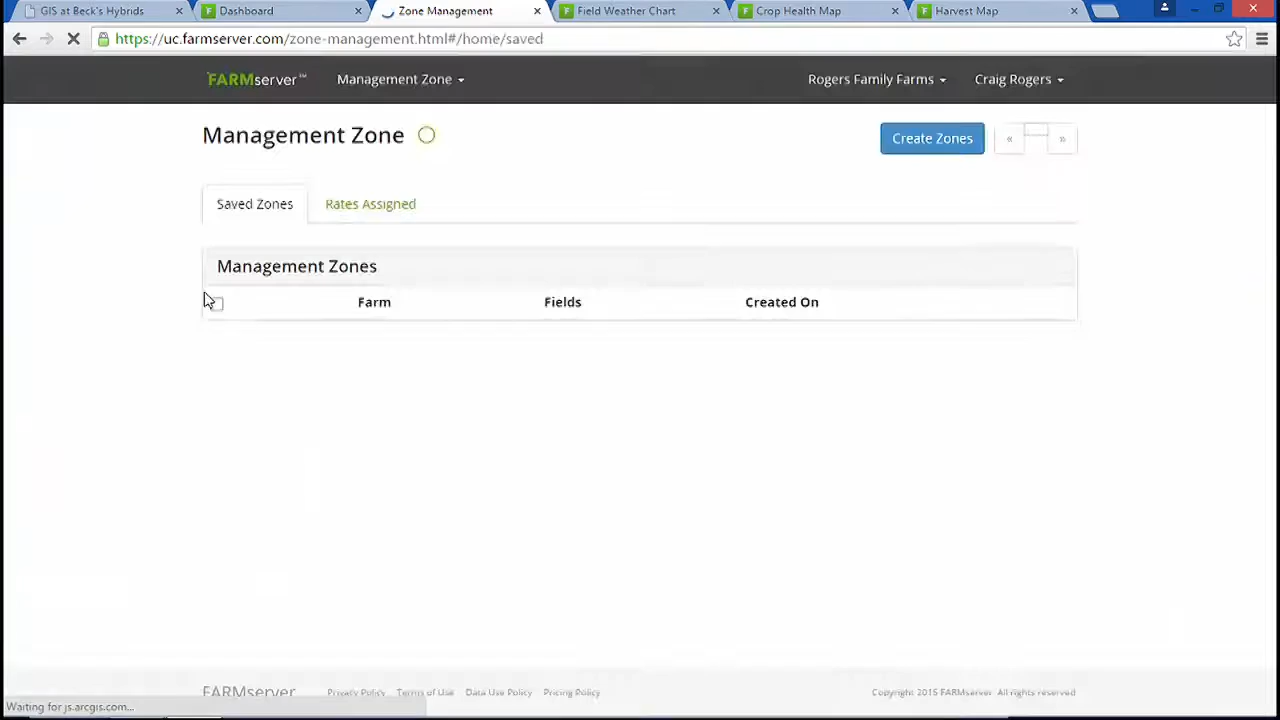 GIS at Beck's Hybrids
Dashboard
Zone Management
Field Weather Chart
Crop Health Map
Harvest Map
https://uc.farmserver.com/zone-management.html#/home/saved
FARMserver™
Management Zone
Rogers Family Farms
Craig Rogers
Management Zone
Create Zones
«
»
Saved Zones
Rates Assigned
Management Zones
Farm
Fields
Created On
FARMserver
Privacy Policy
Terms of Use
Data Use Policy
Pricing Policy
Copyright 2015 FARMserver. All rights reserved
Waiting for js.arcgis.com...